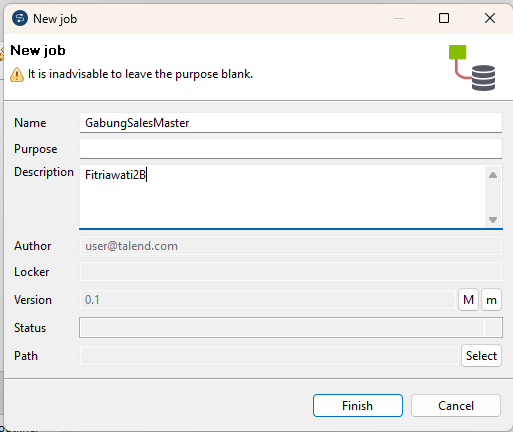 New job
New job
It is inadvisable to leave the purpose blank.
Name GabungSalesMaster
Purpose
Description Fitriawati2B
Author user@talend.com
Locker
Version 0.1 M m
Status
Path Select
Finish Cancel